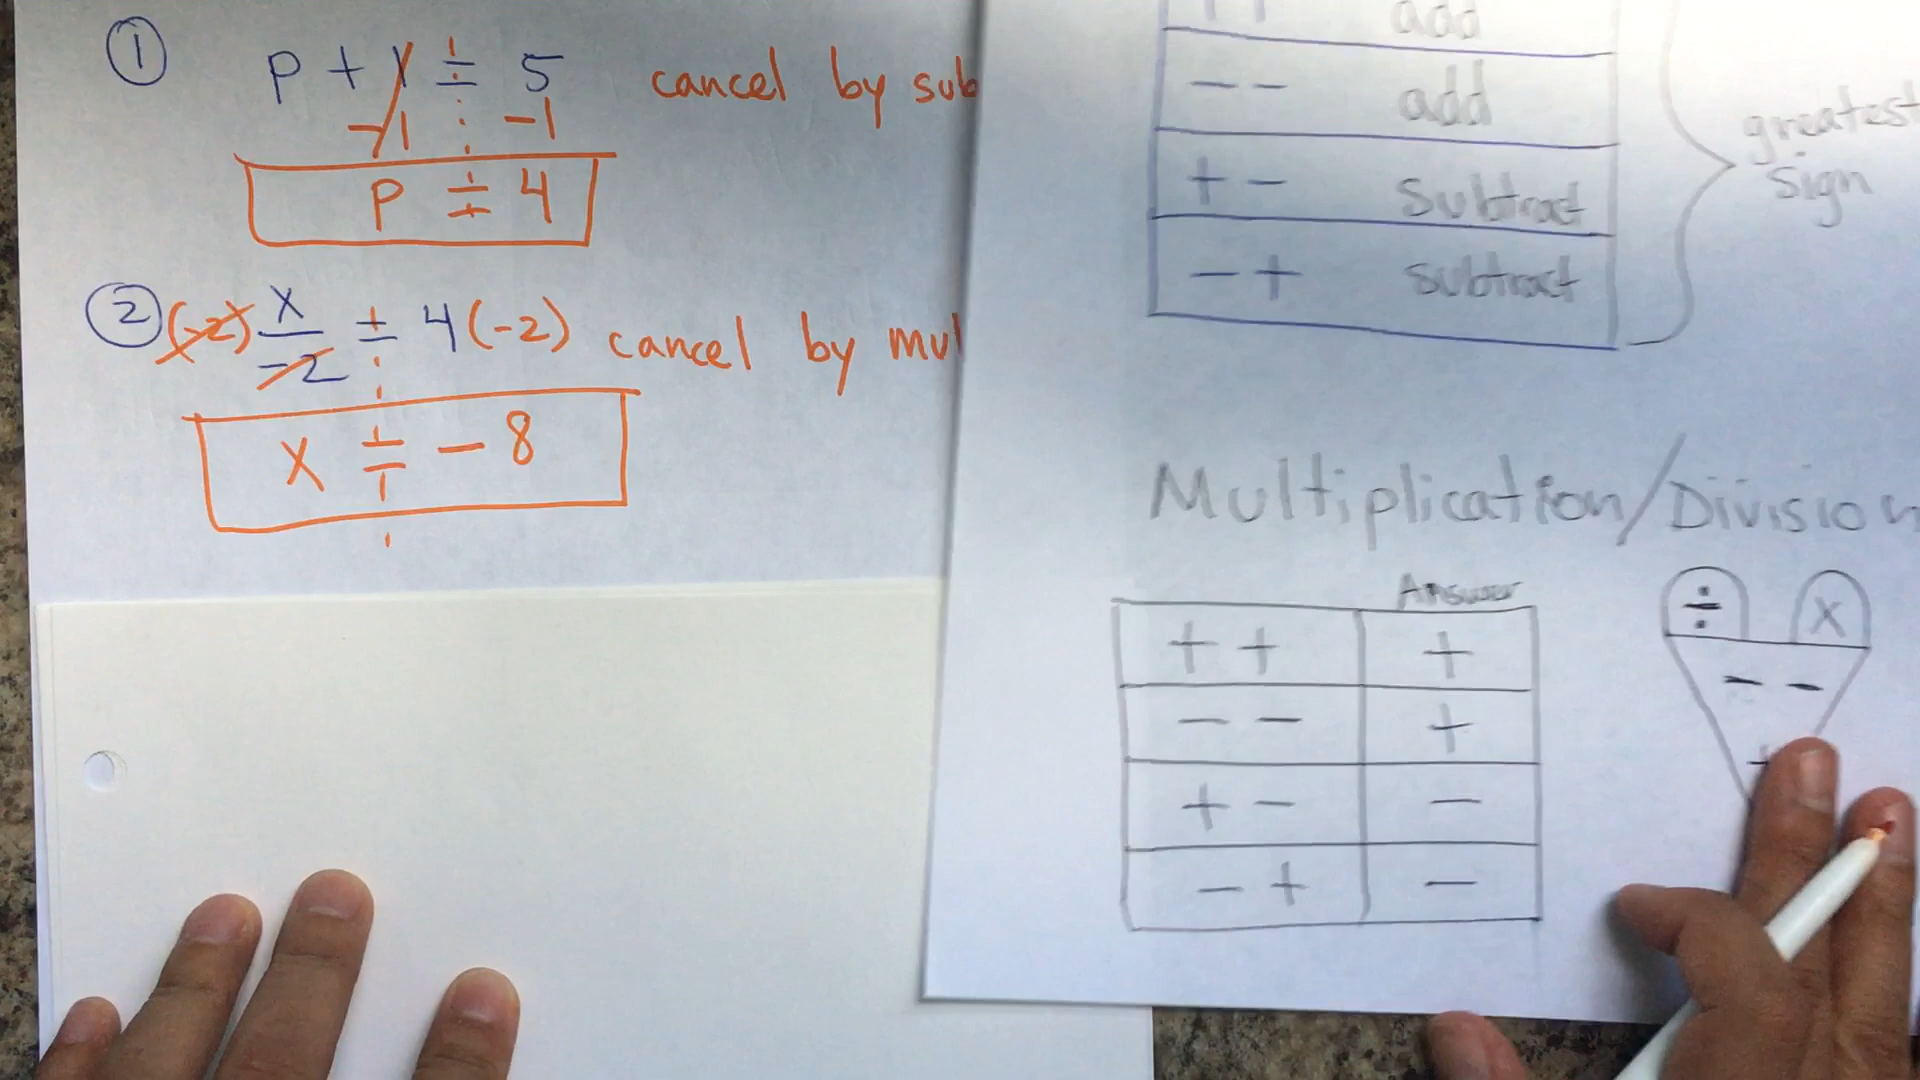 ① p + 1 = 5 cancel by sub
-1 -1
p = 4
② (-2) x/-2 = 4 (-2) cancel by mul
x = -8
+ + add
- - add
+ - Subtract
- + subtract
greatest
sign
Multiplication/Division
Answer
+ + +
- - +
+ - -
- + -
÷ x
- -
+